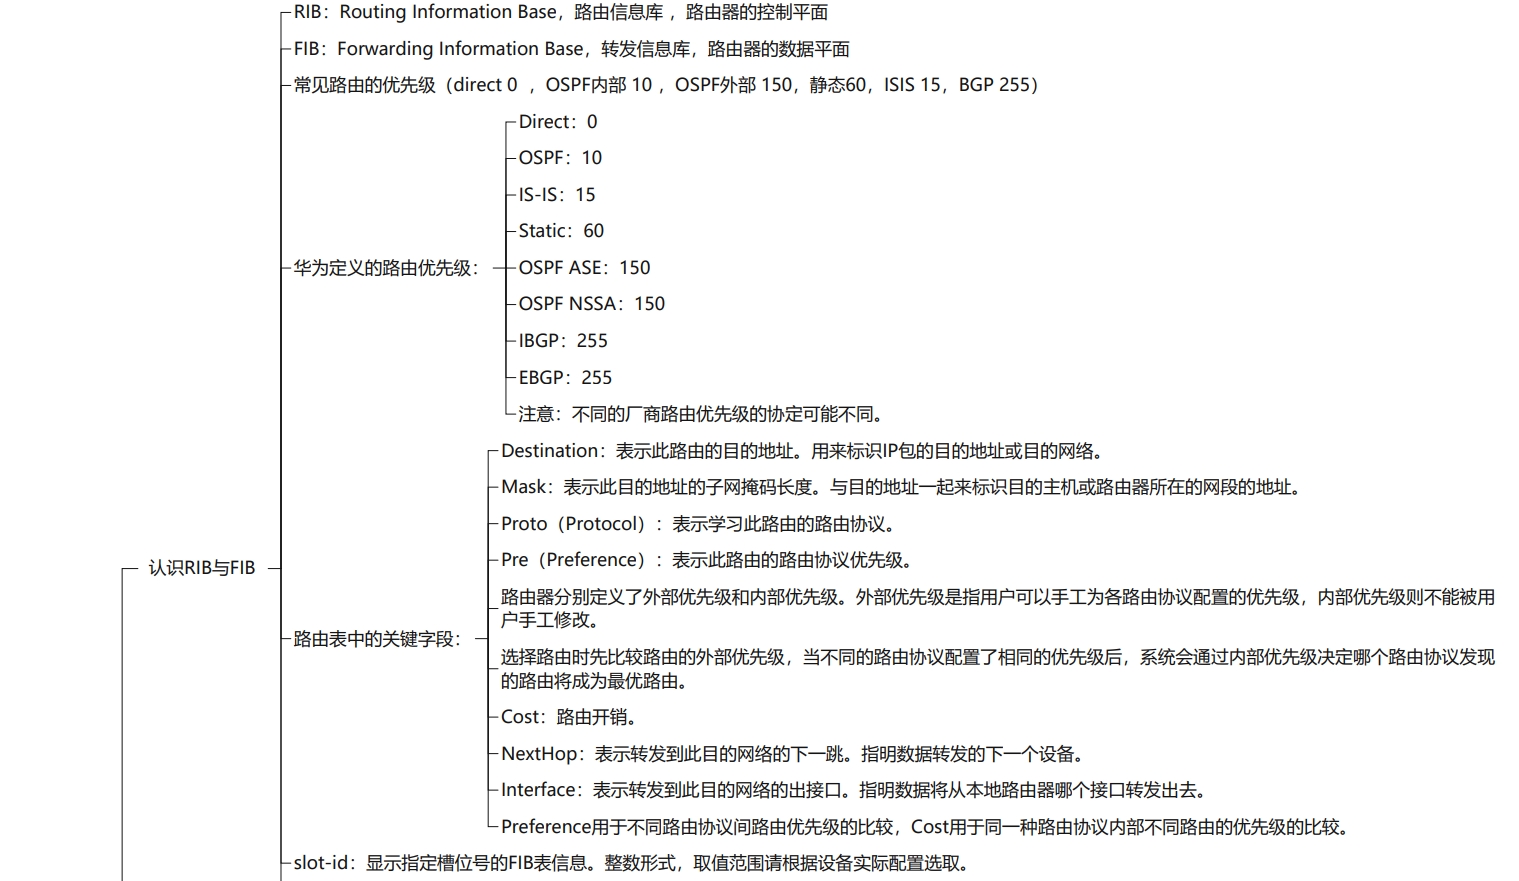 RIB：Routing Information Base，路由信息库 ，路由器的控制平面
FIB：Forwarding Information Base，转发信息库，路由器的数据平面
常见路由的优先级（direct 0 ，OSPF内部 10 ，OSPF外部 150，静态60，ISIS 15，BGP 255）
华为定义的路由优先级：
Direct：0
OSPF：10
IS-IS：15
Static：60
OSPF ASE：150
OSPF NSSA：150
IBGP：255
EBGP：255
注意：不同的厂商路由优先级的协定可能不同。
认识RIB与FIB
路由表中的关键字段：
Destination：表示此路由的目的地址。用来标识IP包的目的地址或目的网络。
Mask：表示此目的地址的子网掩码长度。与目的地址一起来标识目的主机或路由器所在的网段的地址。
Proto（Protocol）：表示学习此路由的路由协议。
Pre（Preference）：表示此路由的路由协议优先级。
路由器分别定义了外部优先级和内部优先级。外部优先级是指用户可以手工为各路由协议配置的优先级，内部优先级则不能被用
户手工修改。
选择路由时先比较路由的外部优先级，当不同的路由协议配置了相同的优先级后，系统会通过内部优先级决定哪个路由协议发现
的路由将成为最优路由。
Cost：路由开销。
NextHop：表示转发到此目的网络的下一跳。指明数据转发的下一个设备。
Interface：表示转发到此目的网络的出接口。指明数据将从本地路由器哪个接口转发出去。
Preference用于不同路由协议间路由优先级的比较，Cost用于同一种路由协议内部不同路由的优先级的比较。
slot-id：显示指定槽位号的FIB表信息。整数形式，取值范围请根据设备实际配置选取。